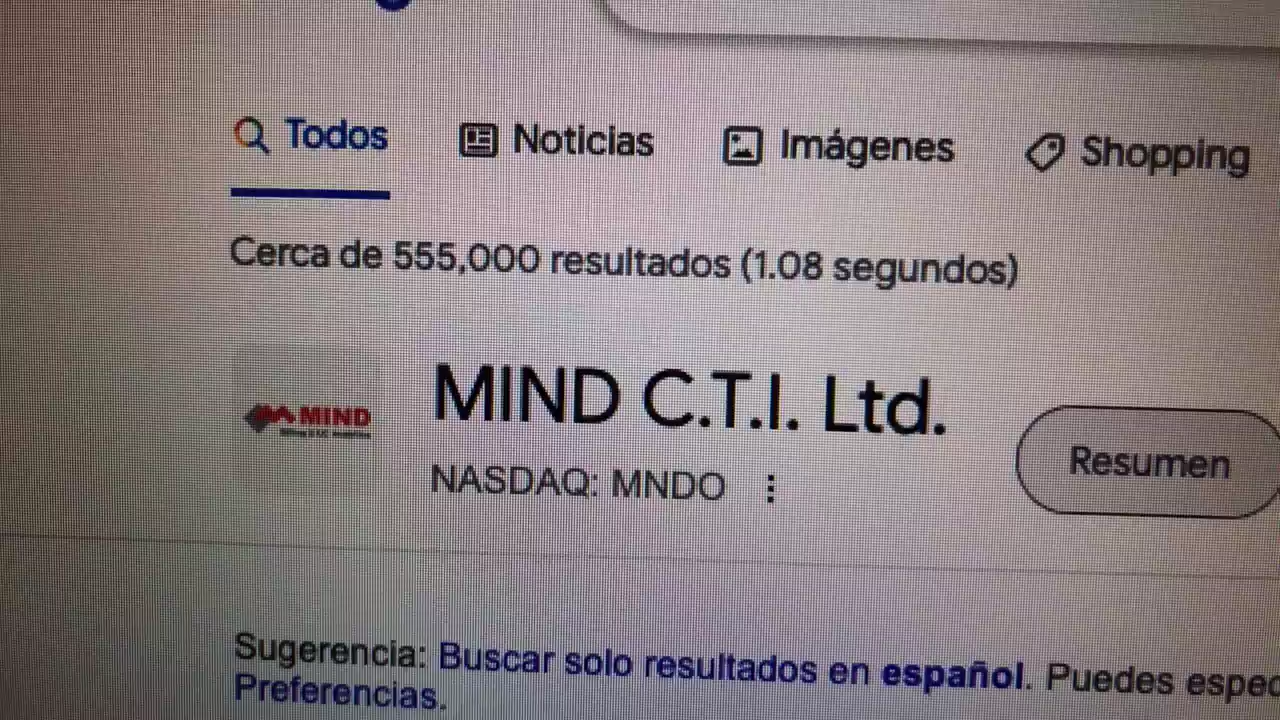 Todos Noticias Imágenes Shopping
Cerca de 555,000 resultados (1.08 segundos)
MIND
MIND C.T.I. Ltd.
NASDAQ: MNDO
Resumen
Sugerencia: Buscar solo resultados en español. Puedes espec
Preferencias.